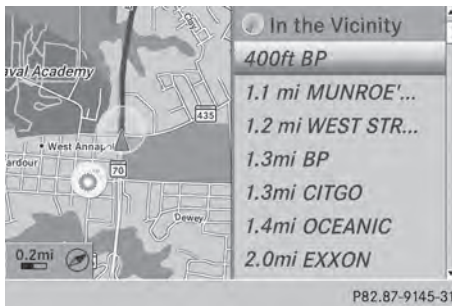 In the Vicinity
400ft BP
1.1 mi MUNROE'...
1.2 mi WEST STR...
1.3mi BP
1.3mi CITGO
1.4mi OCEANIC
2.0mi EXXON
aval Academy
435
West Annapol
70
ardour
Dewey
0.2mi
P82.87-9145-31